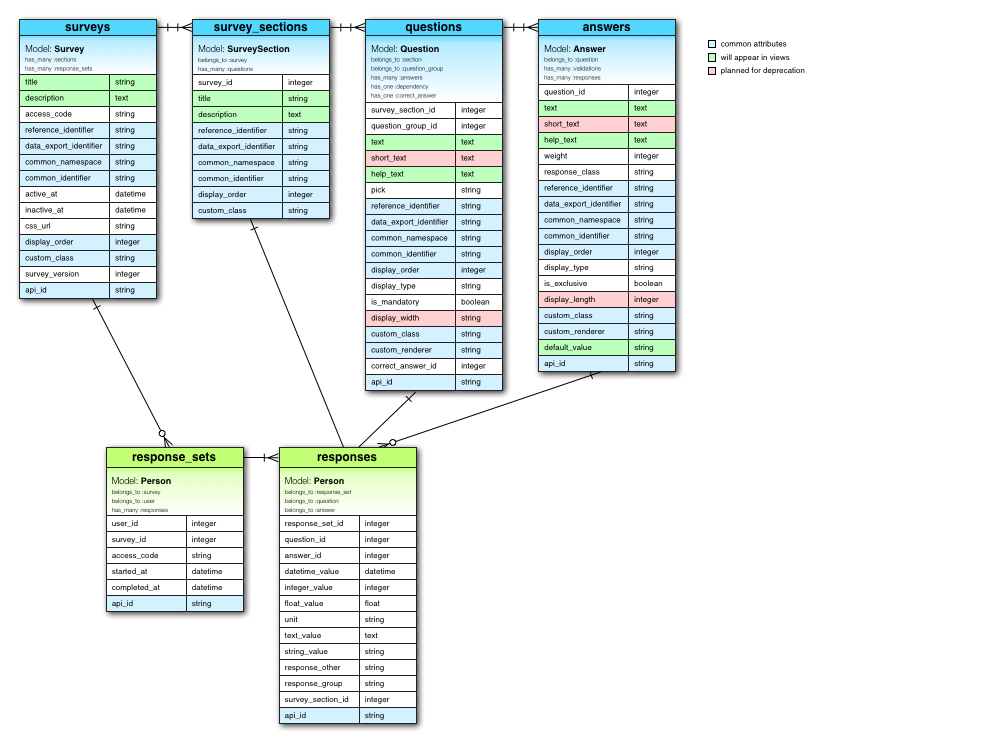 surveys
Model: Survey
has_many :sections
has_many :response_sets
title string
description text
access_code string
reference_identifier string
data_export_identifier string
common_namespace string
common_identifier string
active_at datetime
inactive_at datetime
css_url string
display_order integer
custom_class string
survey_version integer
api_id string
survey_sections
Model: SurveySection
belongs_to :survey
has_many :questions
survey_id integer
title string
description text
reference_identifier string
data_export_identifier string
common_namespace string
common_identifier string
display_order integer
custom_class string
questions
Model: Question
belongs_to :section
belongs_to :question_group
has_many :answers
has_one :dependency
has_one :correct_answer
survey_section_id integer
question_group_id integer
text text
short_text text
help_text text
pick string
reference_identifier string
data_export_identifier string
common_namespace string
common_identifier string
display_order integer
display_type string
is_mandatory boolean
display_width string
custom_class string
custom_renderer string
correct_answer_id integer
api_id string
answers
Model: Answer
belongs_to :question
has_many :validations
has_many :responses
question_id integer
text text
short_text text
help_text text
weight integer
response_class string
reference_identifier string
data_export_identifier string
common_namespace string
common_identifier string
display_order integer
display_type string
is_exclusive boolean
display_length integer
custom_class string
custom_renderer string
default_value string
api_id string
common attributes
will appear in views
planned for deprecation
response_sets
Model: Person
belongs_to :survey
belongs_to :user
has_many :responses
user_id integer
survey_id integer
access_code string
started_at datetime
completed_at datetime
api_id string
responses
Model: Person
belongs_to :response_set
belongs_to :question
belongs_to :answer
response_set_id integer
question_id integer
answer_id integer
datetime_value datetime
integer_value integer
float_value float
unit string
text_value text
string_value string
response_other string
response_group string
survey_section_id integer
api_id string